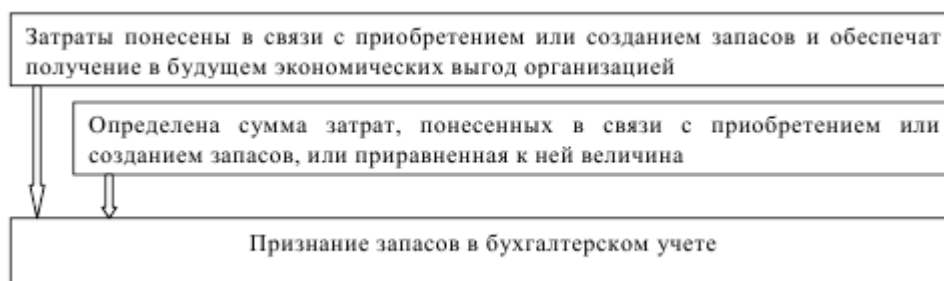 Затраты понесены в связи с приобретением или созданием запасов и обеспечат
получение в будущем экономических выгод организацией
Определена сумма затрат, понесенных в связи с приобретением или
созданием запасов, или приравненная к ней величина
Признание запасов в бухгалтерском учете